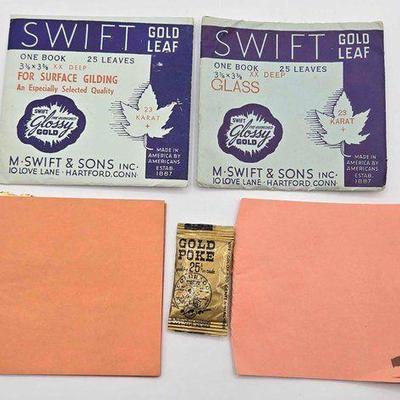 SWIFT GOLD LEAF
ONE BOOK 25 LEAVES
3⅜ x 3⅜ XX DEEP
FOR SURFACE GILDING
An Especially Selected Quality
SWIFT
Glossy
GOLD
23
KARAT
+
MADE IN
AMERICA BY
AMERICANS
ESTAB.
1887
M·SWIFT & SONS INC·
10 LOVE LANE · HARTFORD, CONN·
SWIFT GOLD LEAF
ONE BOOK 25 LEAVES
3⅜ x 3⅜ XX DEEP
GLASS
SWIFT
Glossy
GOLD
23
KARAT
+
MADE IN
AMERICA BY
AMERICANS
ESTAB.
1887
M·SWIFT & SONS INC·
10 LOVE LANE · HARTFORD, CONN·
GOLD
POKE
25¢